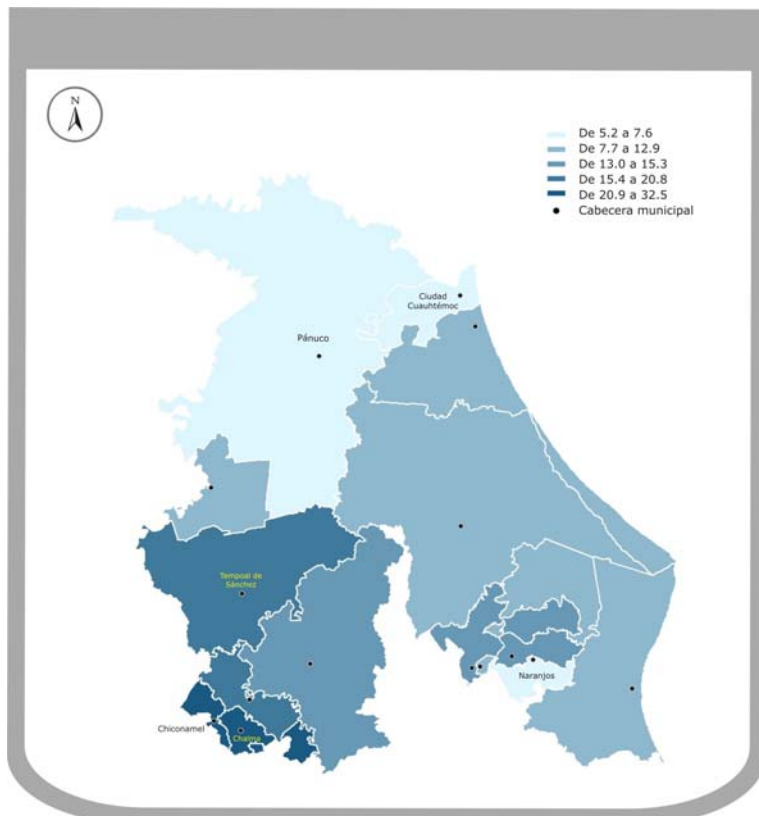 N
De 5.2 a 7.6
De 7.7 a 12.9
De 13.0 a 15.3
De 15.4 a 20.8
De 20.9 a 32.5
Cabecera municipal
Ciudad
Cuauhtémoc
Pánuco
Tempoal de
Sánchez
Naranjos
Chiconamel
Chalma